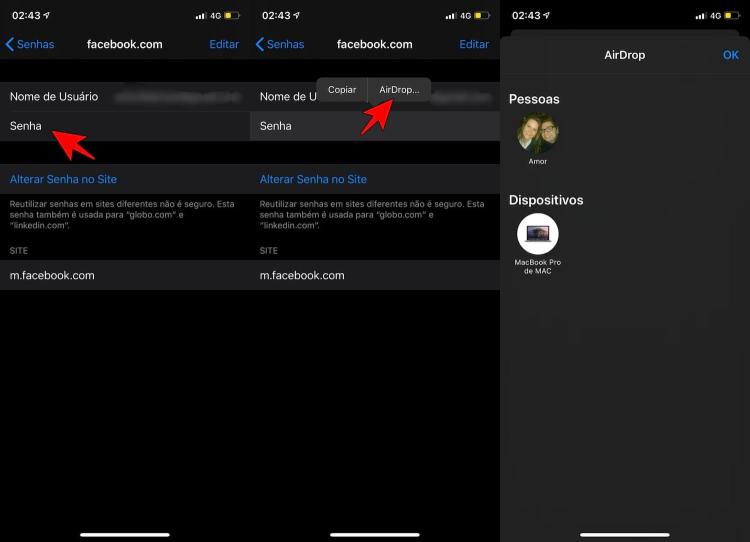 02:43
4G
Senhas
facebook.com
Editar
Nome de Usuário
Senha
Alterar Senha no Site
Reutilizar senhas em sites diferentes não é seguro. Esta
senha também é usada para "globo.com" e
"linkedin.com".
SITE
m.facebook.com
02:43
4G
Senhas
facebook.com
Editar
Copiar
AirDrop...
Nome de U
Senha
Alterar Senha no Site
Reutilizar senhas em sites diferentes não é seguro. Esta
senha também é usada para "globo.com" e
"linkedin.com".
SITE
m.facebook.com
02:43
4G
AirDrop
OK
Pessoas
Amor
Dispositivos
MacBook Pro
de MAC